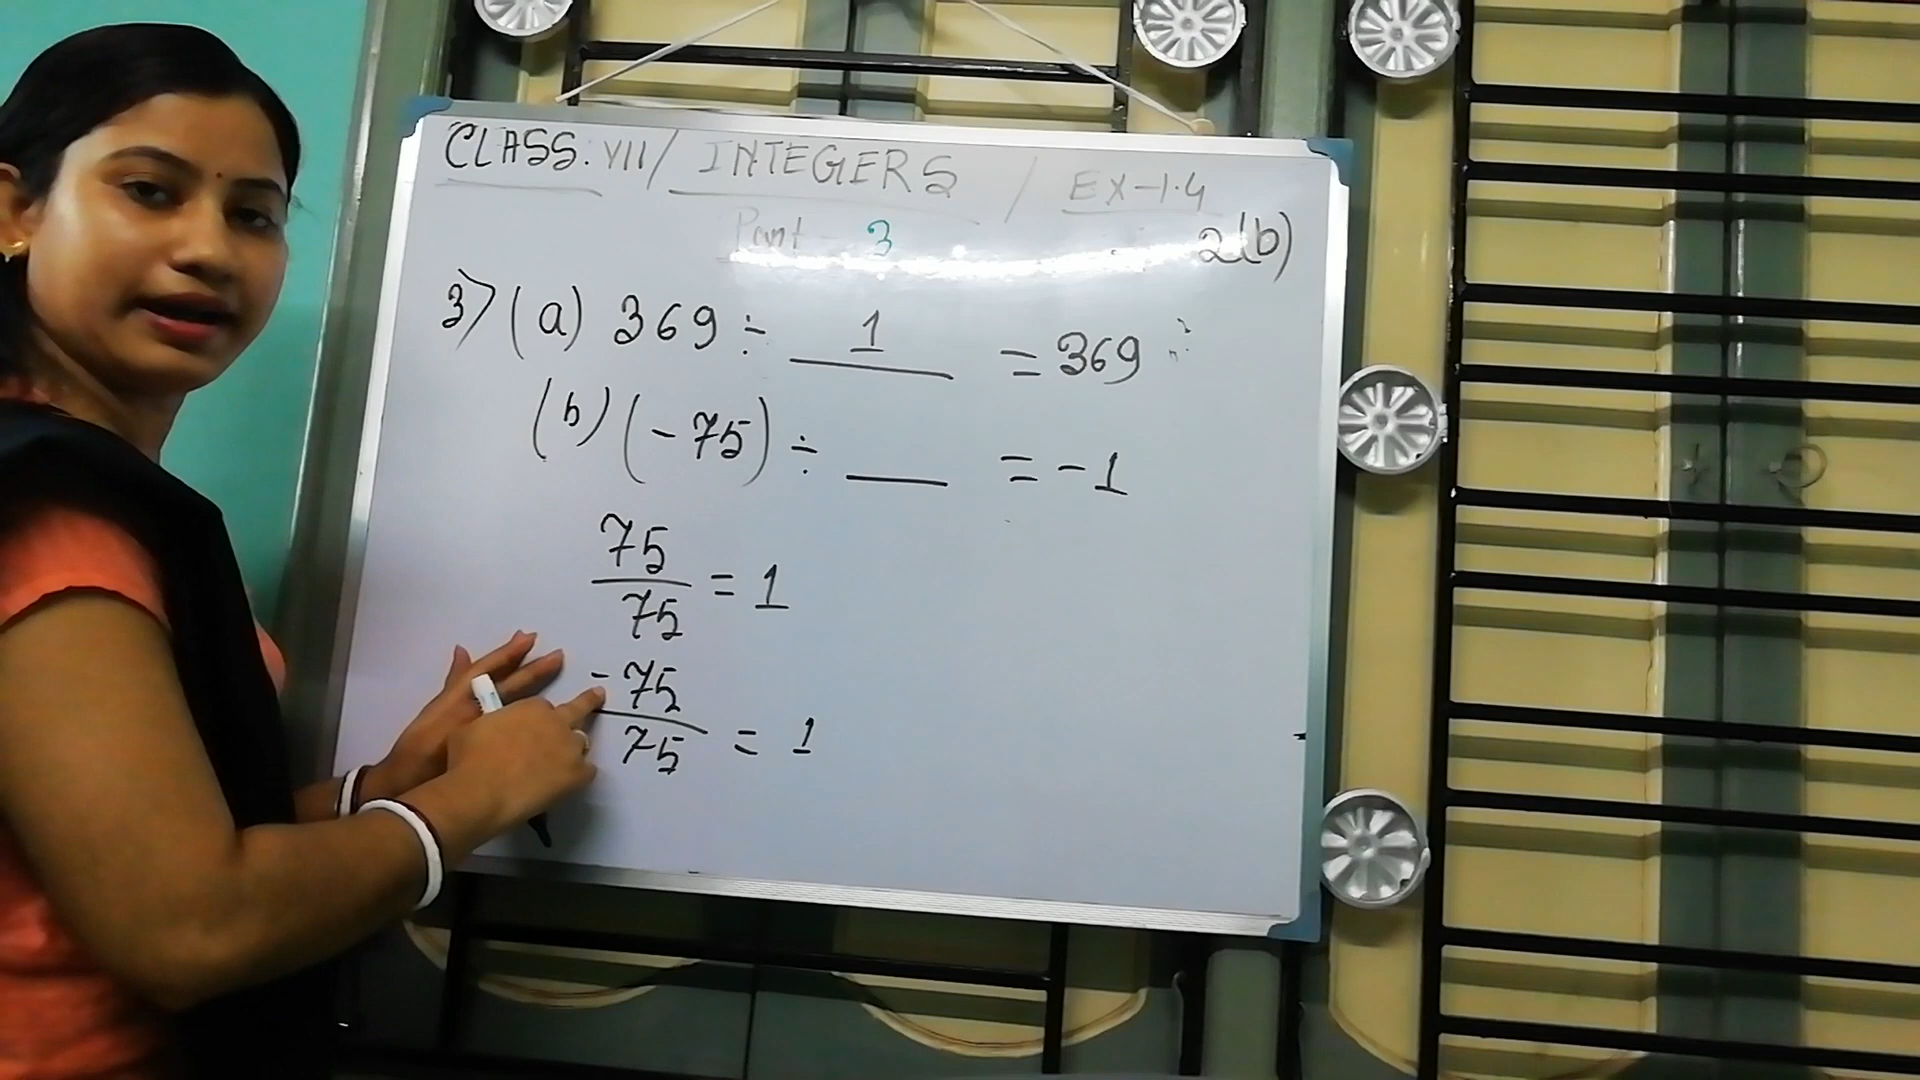 CLASS. VII / INTEGERS / EX-1.4
Part - 3
2(b)
3> (a) 369 ÷ 1 = 369
(b) (-75) ÷ ___ = -1
75
75 = 1
-75
75 = 1